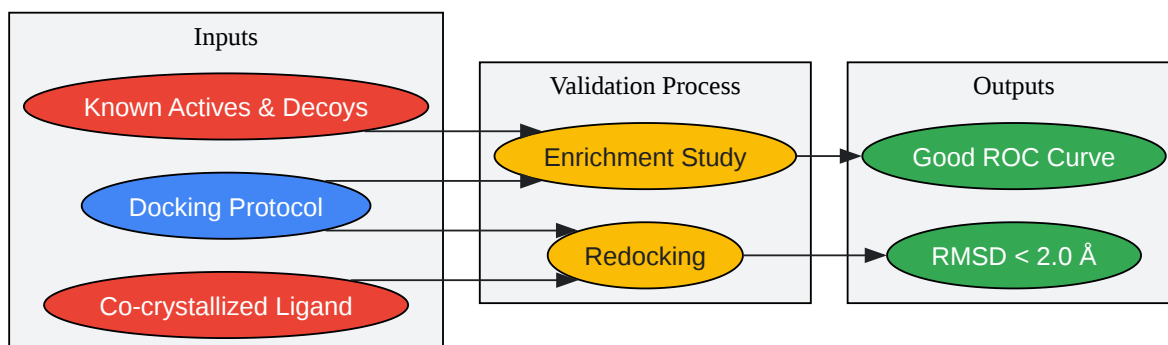 Inputs
Known Actives & Decoys
Docking Protocol
Co-crystallized Ligand
Validation Process
Enrichment Study
Redocking
Outputs
Good ROC Curve
RMSD < 2.0 Å